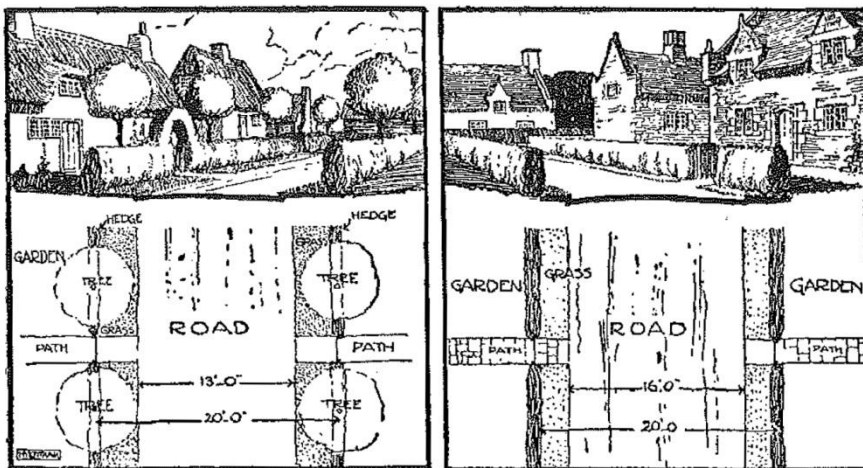 HEDGE
HEDGE
GARDEN
GRASS
TREE
TREE
GRASS
ROAD
PATH
PATH
13'.0"
TREE
TREE
20'.0"
GRASS
GARDEN
GARDEN
ROAD
PATH
PATH
16'.0"
20'.0